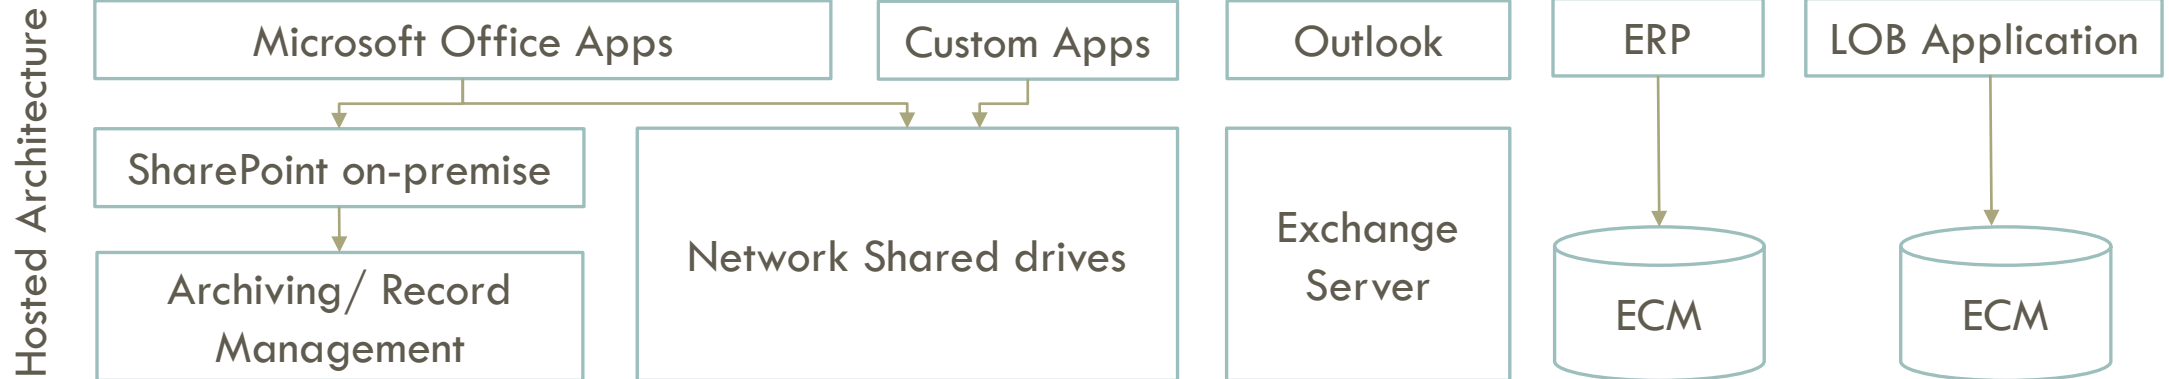 Hosted Architecture
Microsoft Office Apps
Custom Apps
Outlook
ERP
LOB Application
SharePoint on-premise
Archiving/ Record
Management
Network Shared drives
Exchange
Server
ECM
ECM